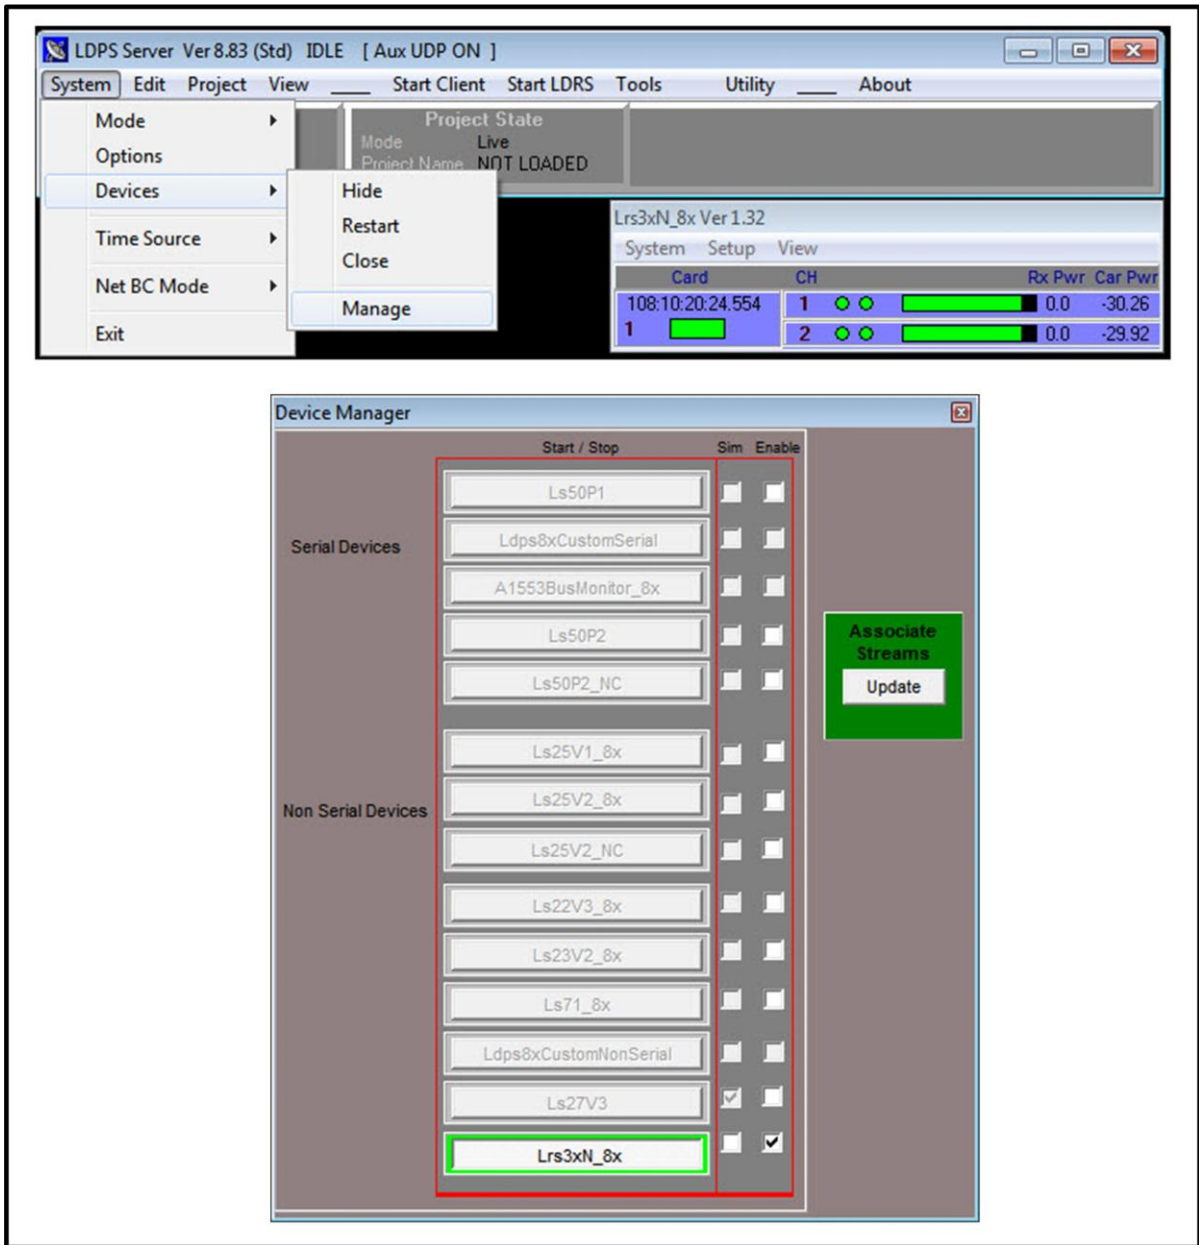 LDPS Server Ver 8.83 (Std) IDLE [ Aux UDP ON ]
System Edit Project View ____ Start Client Start LDRS Tools Utility ____ About
Mode
Options
Devices
Time Source
Net BC Mode
Exit
Hide
Restart
Close
Manage
Project State
Mode Live
Project Name NOT LOADED
Lrs3xN_8x Ver 1.32
System Setup View
Card CH Rx Pwr Car Pwr
108:10:20:24.554 1 0.0 -30.26
1 2 0.0 -29.92
Device Manager
Start / Stop Sim Enable
Serial Devices
Ls50P1
Ldps8xCustomSerial
A1553BusMonitor_8x
Ls50P2
Ls50P2_NC
Non Serial Devices
Ls25V1_8x
Ls25V2_8x
Ls25V2_NC
Ls22V3_8x
Ls23V2_8x
Ls71_8x
Ldps8xCustomNonSerial
Ls27V3
Lrs3xN_8x
Associate
Streams
Update